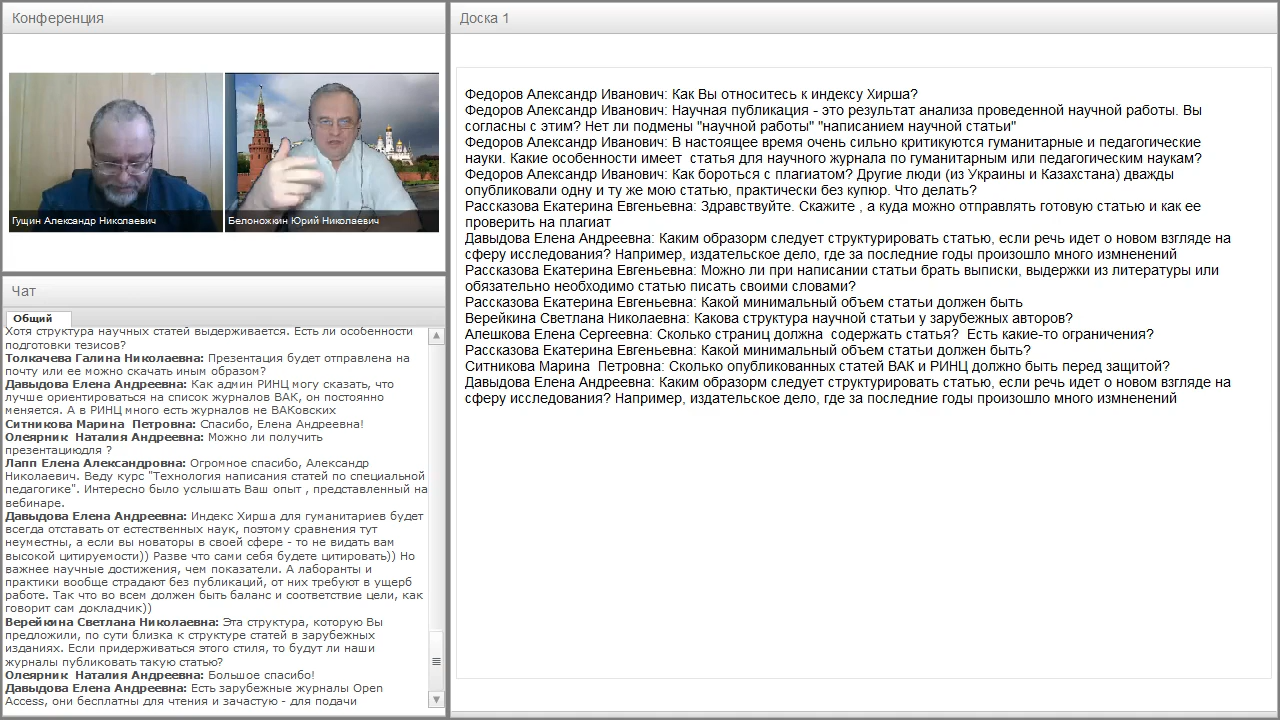 Конференция
Гущин Александр Николаевич
Белоножкин Юрий Николаевич
Чат
Общий
Хотя структура научных статей выдерживается. Есть ли особенности
подготовки тезисов?
Толкачева Галина Николаевна: Презентация будет отправлена на
почту или ее можно скачать иным образом?
Давыдова Елена Андреевна: Как админ РИНЦ могу сказать, что
лучше ориентироваться на список журналов ВАК, он постоянно
меняется. А в РИНЦ много есть журналов не ВАКовских
Ситникова Марина Петровна: Спасибо, Елена Андреевна!
Олеярник Наталия Андреевна: Можно ли получить
презентациюдля ?
Лапп Елена Александровна: Огромное спасибо, Александр
Николаевич. Веду курс "Технология написания статей по специальной
педагогике". Интересно было услышать Ваш опыт , представленный на
вебинаре.
Давыдова Елена Андреевна: Индекс Хирша для гуманитариев будет
всегда отставать от естественных наук, поэтому сравнения тут
неуместны, а если вы новаторы в своей сфере - то не видать вам
высокой цитируемости)) Разве что сами себя будете цитировать)) Но
важнее научные достижения, чем показатели. А лаборанты и
практики вообще страдают без публикаций, от них требуют в ущерб
работе. Так что во всем должен быть баланс и соответствие цели, как
говорит сам докладчик))
Верейкина Светлана Николаевна: Эта структура, которую Вы
предложили, по сути близка к структуре статей в зарубежных
изданиях. Если придерживаться этого стиля, то будут ли наши
журналы публиковать такую статью?
Олеярник Наталия Андреевна: Большое спасибо!
Давыдова Елена Андреевна: Есть зарубежные журналы Open
Access, они бесплатны для чтения и зачастую - для подачи
Доска 1
Федоров Александр Иванович: Как Вы относитесь к индексу Хирша?
Федоров Александр Иванович: Научная публикация - это результат анализа проведенной научной работы. Вы
согласны с этим? Нет ли подмены "научной работы" "написанием научной статьи"
Федоров Александр Иванович: В настоящее время очень сильно критикуются гуманитарные и педагогические
науки. Какие особенности имеет статья для научного журнала по гуманитарным или педагогическим наукам?
Федоров Александр Иванович: Как бороться с плагиатом? Другие люди (из Украины и Казахстана) дважды
опубликовали одну и ту же мою статью, практически без купюр. Что делать?
Рассказова Екатерина Евгеньевна: Здравствуйте. Скажите , а куда можно отправлять готовую статью и как ее
проверить на плагиат
Давыдова Елена Андреевна: Каким образорм следует структурировать статью, если речь идет о новом взгляде на
сферу исследования? Например, издательское дело, где за последние годы произошло много измненений
Рассказова Екатерина Евгеньевна: Можно ли при написании статьи брать выписки, выдержки из литературы или
обязательно необходимо статью писать своими словами?
Рассказова Екатерина Евгеньевна: Какой минимальный объем статьи должен быть
Верейкина Светлана Николаевна: Какова структура научной статьи у зарубежных авторов?
Алешкова Елена Сергеевна: Сколько страниц должна содержать статья? Есть какие-то ограничения?
Рассказова Екатерина Евгеньевна: Какой минимальный объем статьи должен быть?
Ситникова Марина Петровна: Сколько опубликованных статей ВАК и РИНЦ должно быть перед защитой?
Давыдова Елена Андреевна: Каким образорм следует структурировать статью, если речь идет о новом взгляде на
сферу исследования? Например, издательское дело, где за последние годы произошло много измненений